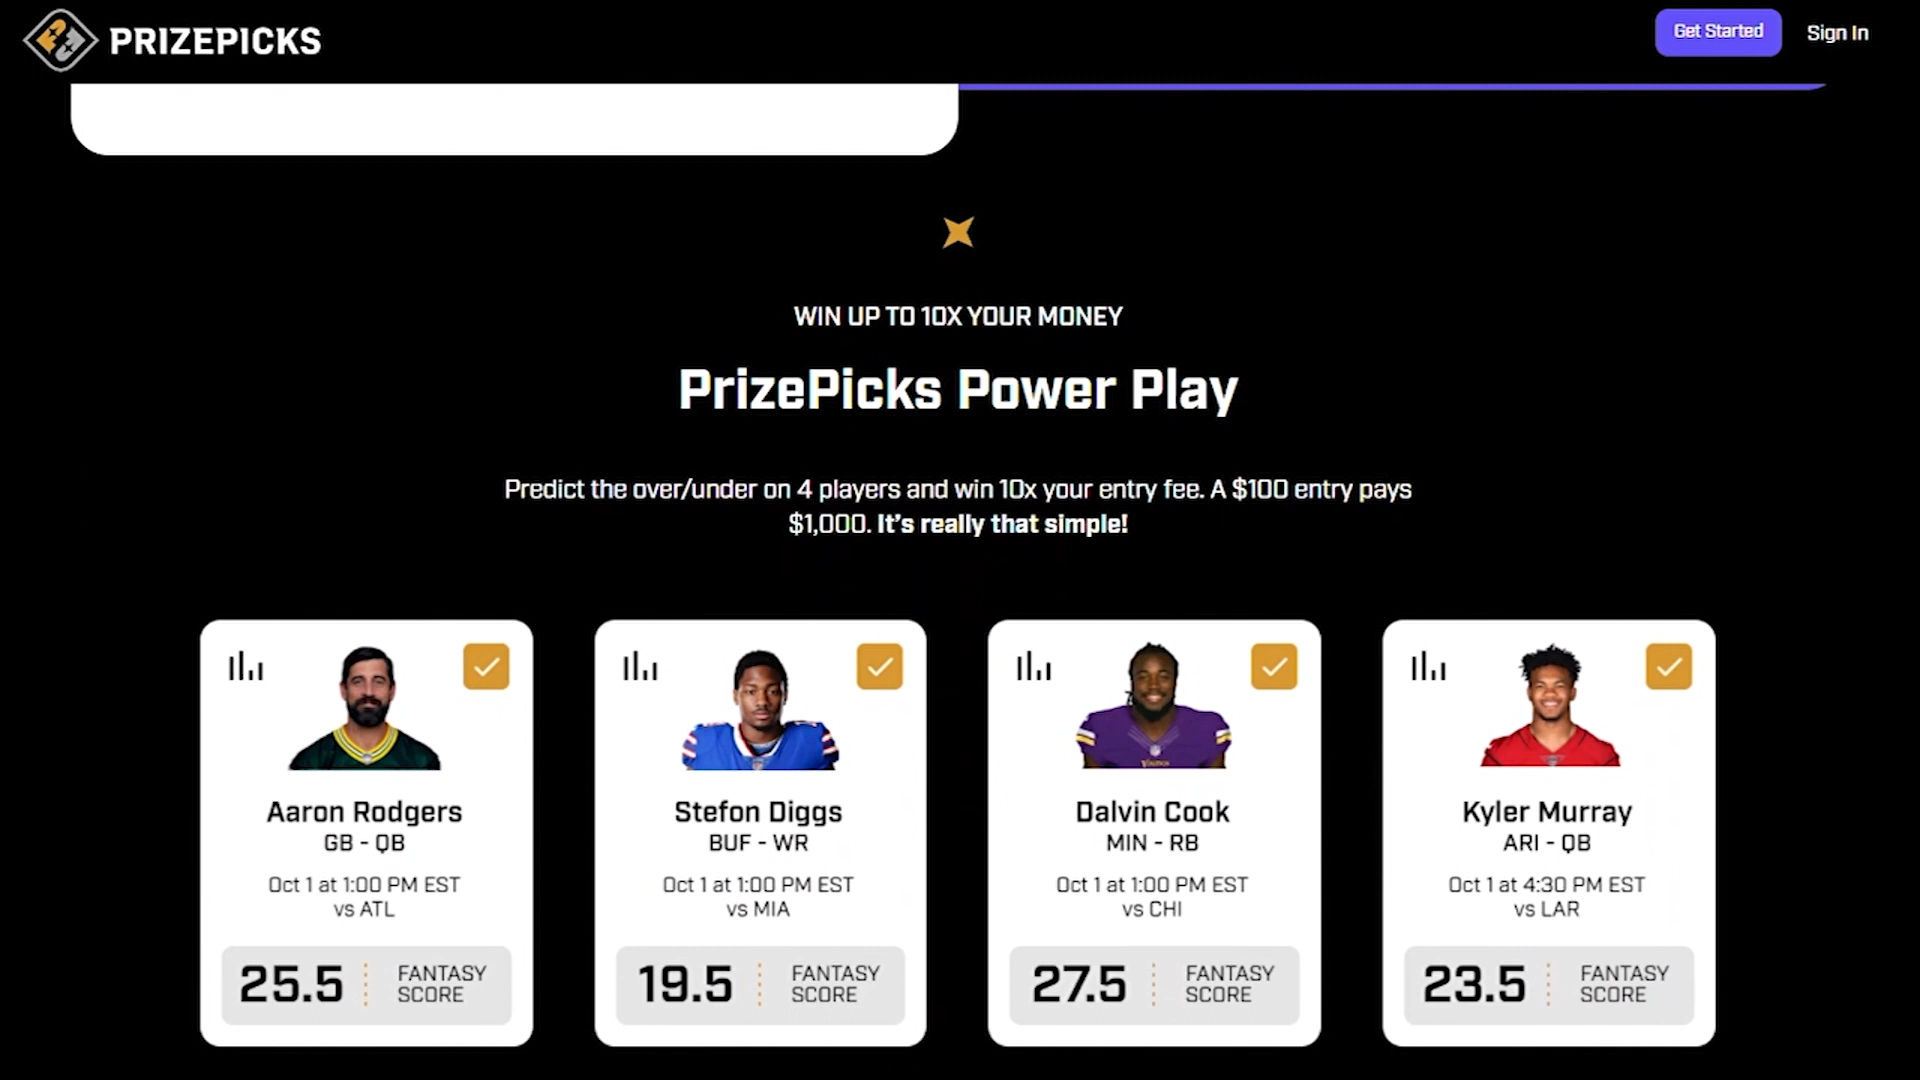 PRIZEPICKS
Get Started
Sign In
WIN UP TO 10X YOUR MONEY
PrizePicks Power Play
Predict the over/under on 4 players and win 10x your entry fee. A $100 entry pays
$1,000. It's really that simple!
Aaron Rodgers
GB - QB
Oct 1 at 1:00 PM EST
vs ATL
25.5
FANTASY
SCORE
Stefon Diggs
BUF - WR
Oct 1 at 1:00 PM EST
vs MIA
19.5
FANTASY
SCORE
Dalvin Cook
MIN - RB
Oct 1 at 1:00 PM EST
vs CHI
27.5
FANTASY
SCORE
Kyler Murray
ARI - QB
Oct 1 at 4:30 PM EST
vs LAR
23.5
FANTASY
SCORE